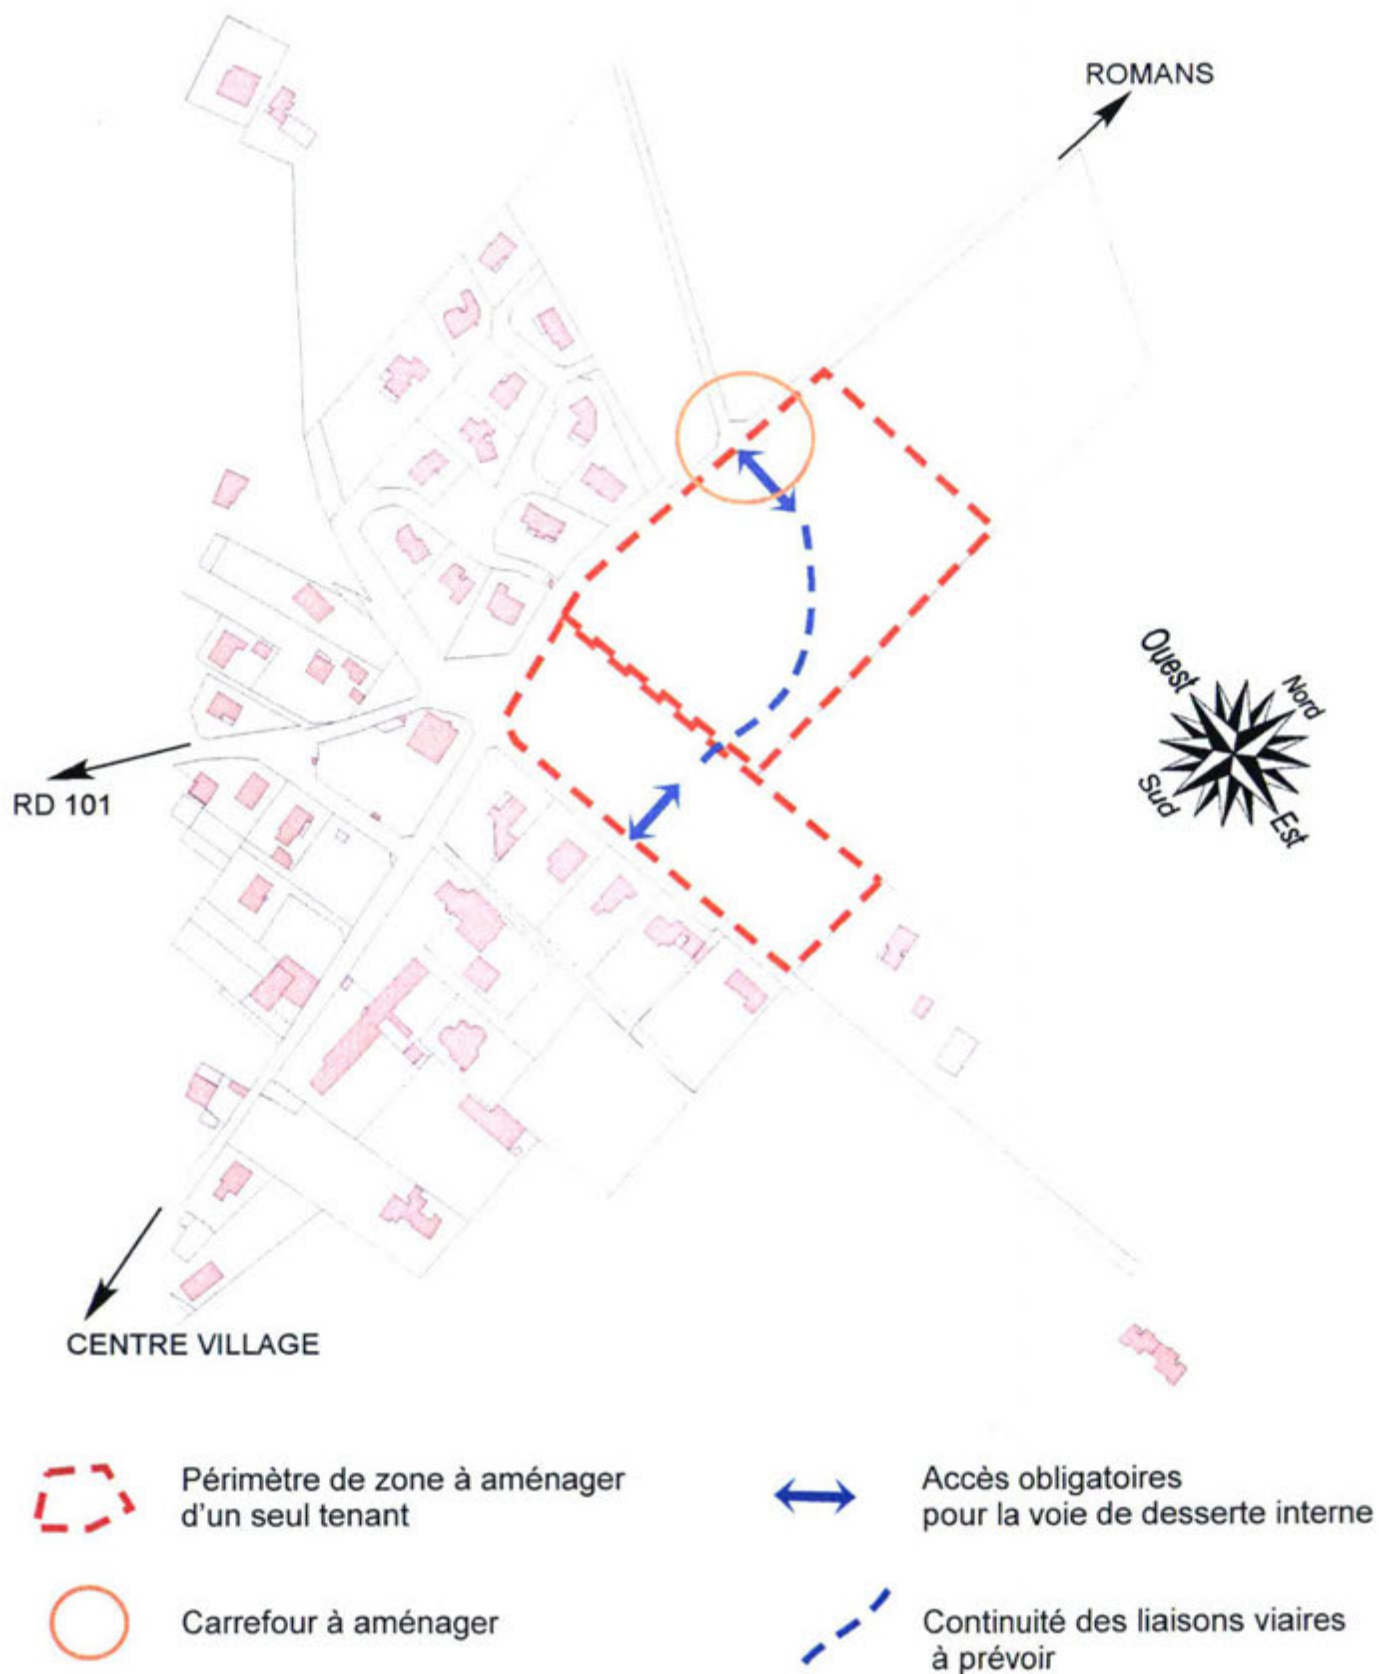 ROMANS
Ouest
Nord
Sud
Est
RD 101
CENTRE VILLAGE
Périmètre de zone à aménager
d'un seul tenant
Accès obligatoires
pour la voie de desserte interne
Carrefour à aménager
Continuité des liaisons viaires
à prévoir